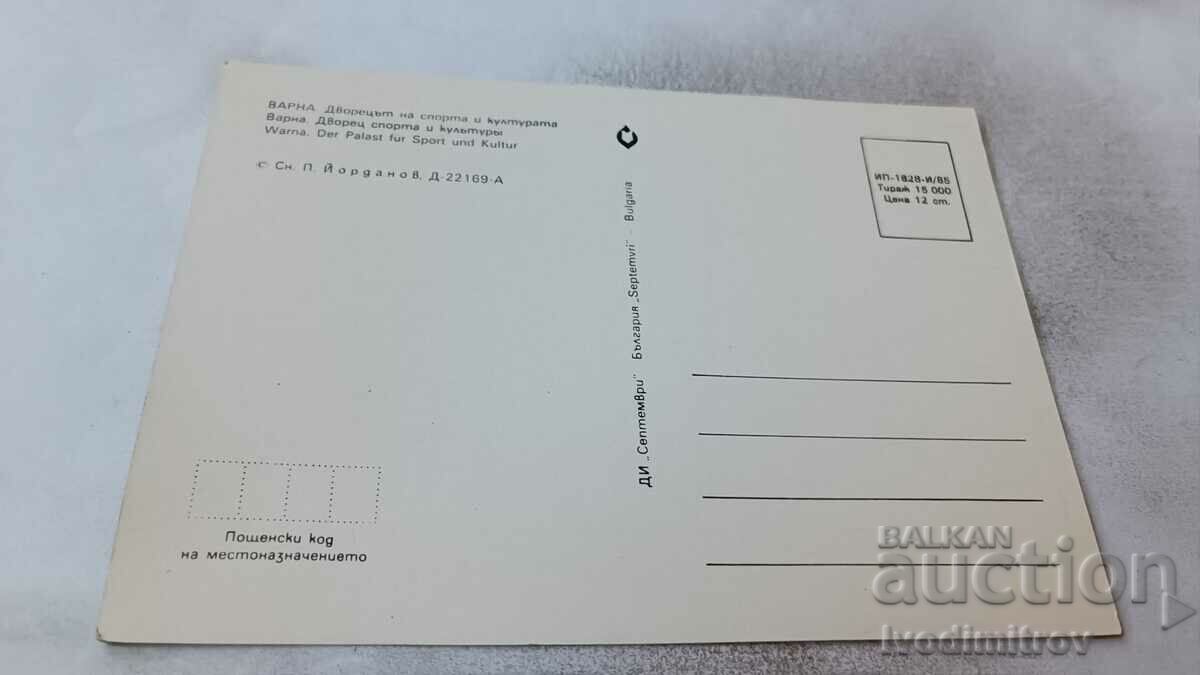 ВАРНА. Дворецът на спорта и културата
Варна. Дворец спорта и культуры
Warna. Der Palast für Sport und Kultur
© Сн. П. Йорданов, Д-22169-А
ДИ „Септември" България „Septemvri" - Bulgaria
ИП-1828-И/85
Тираж 15 000
Цена 12 ст.
Пощенски код
на местоназначението
BALKAN
auction
Ivodimitrov